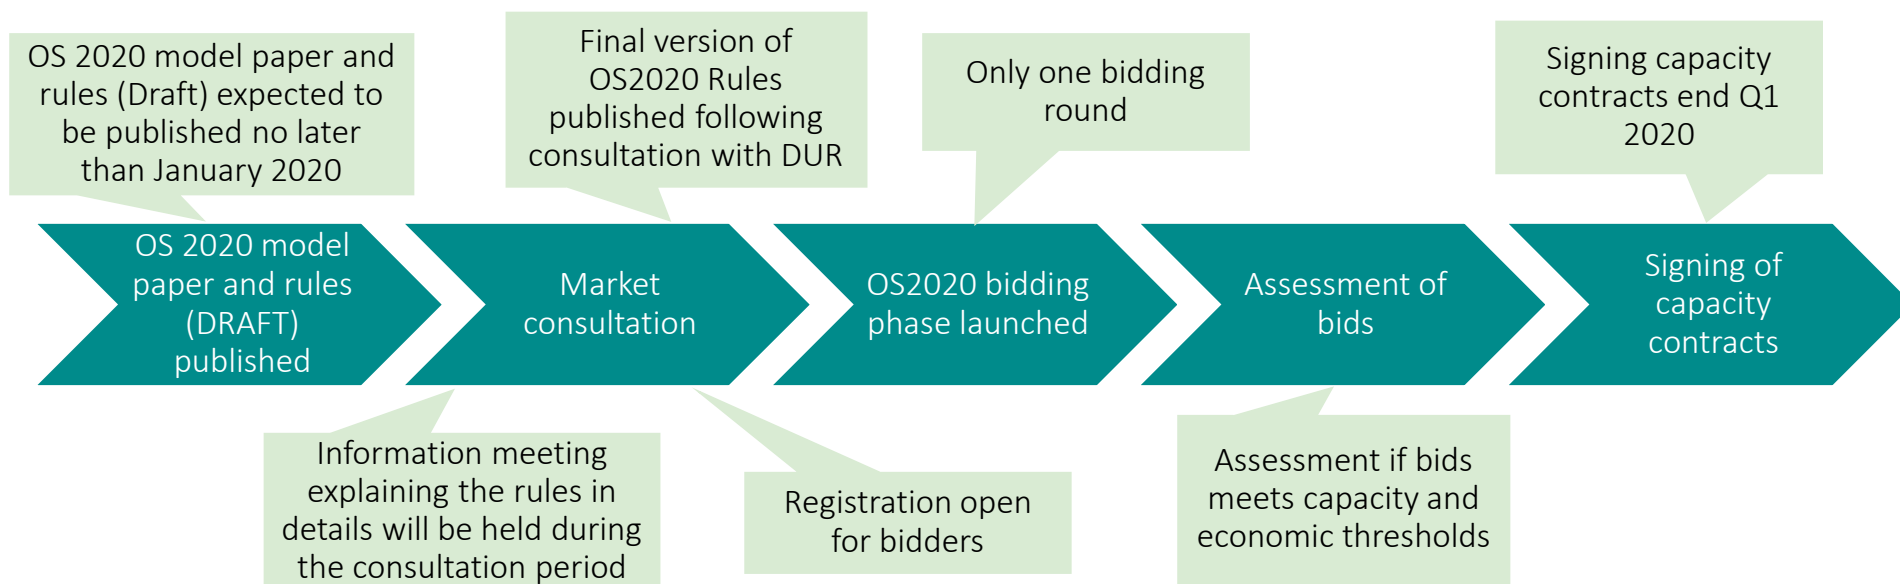 OS 2020 model paper and
rules (Draft) expected to
be published no later
than January 2020
Final version of
OS2020 Rules
published following
consultation with DUR
Only one bidding
round
Signing capacity
contracts end Q1
2020
OS 2020 model
paper and rules
(DRAFT)
published
Market
consultation
OS2020 bidding
phase launched
Assessment of
bids
Signing of
capacity
contracts
Information meeting
explaining the rules in
details will be held during
the consultation period
Registration open
for bidders
Assessment if bids
meets capacity and
economic thresholds